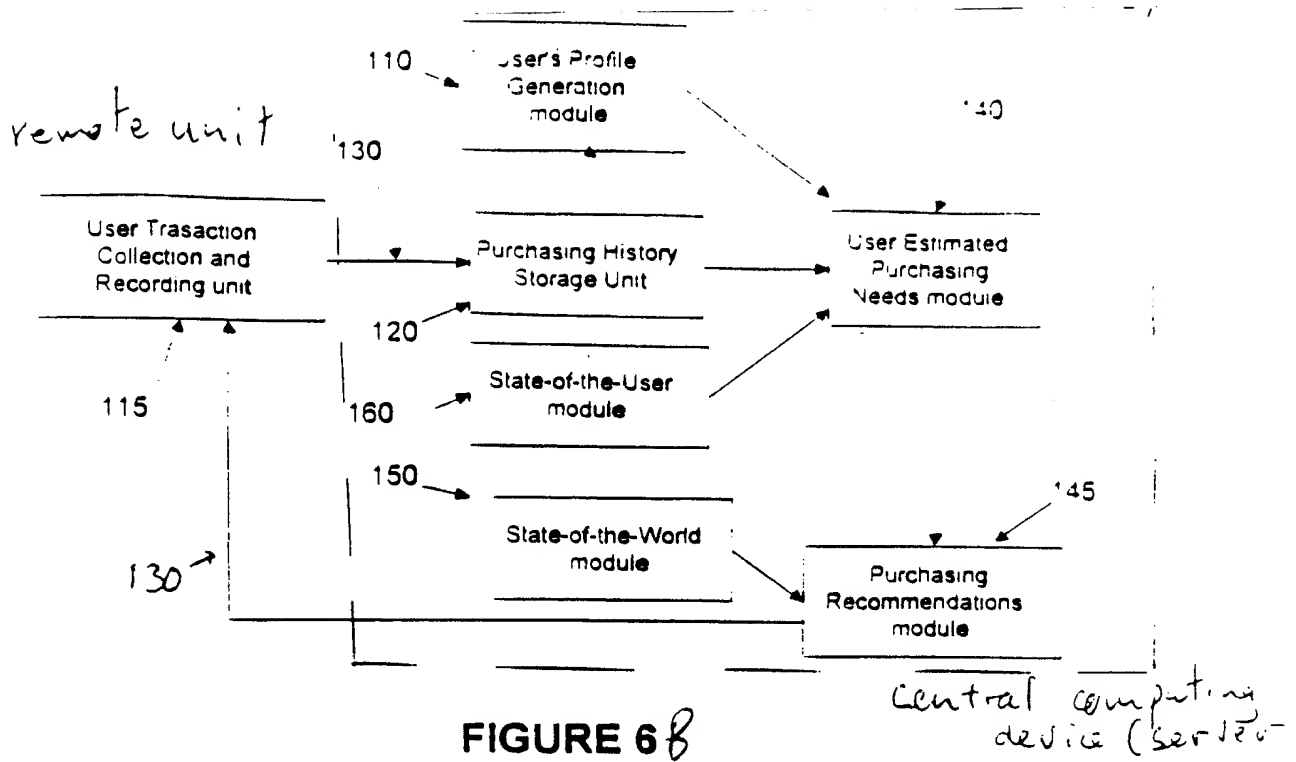 110
User's Profile
Generation
module
140
remote unit
130
User Trasaction
Collection and
Recording unit
Purchasing History
Storage Unit
User Estimated
Purchasing
Needs module
120
115
State-of-the-User
module
160
150
State-of-the-World
module
145
130
Purchasing
Recommendations
module
central computing
device (server
FIGURE 6B